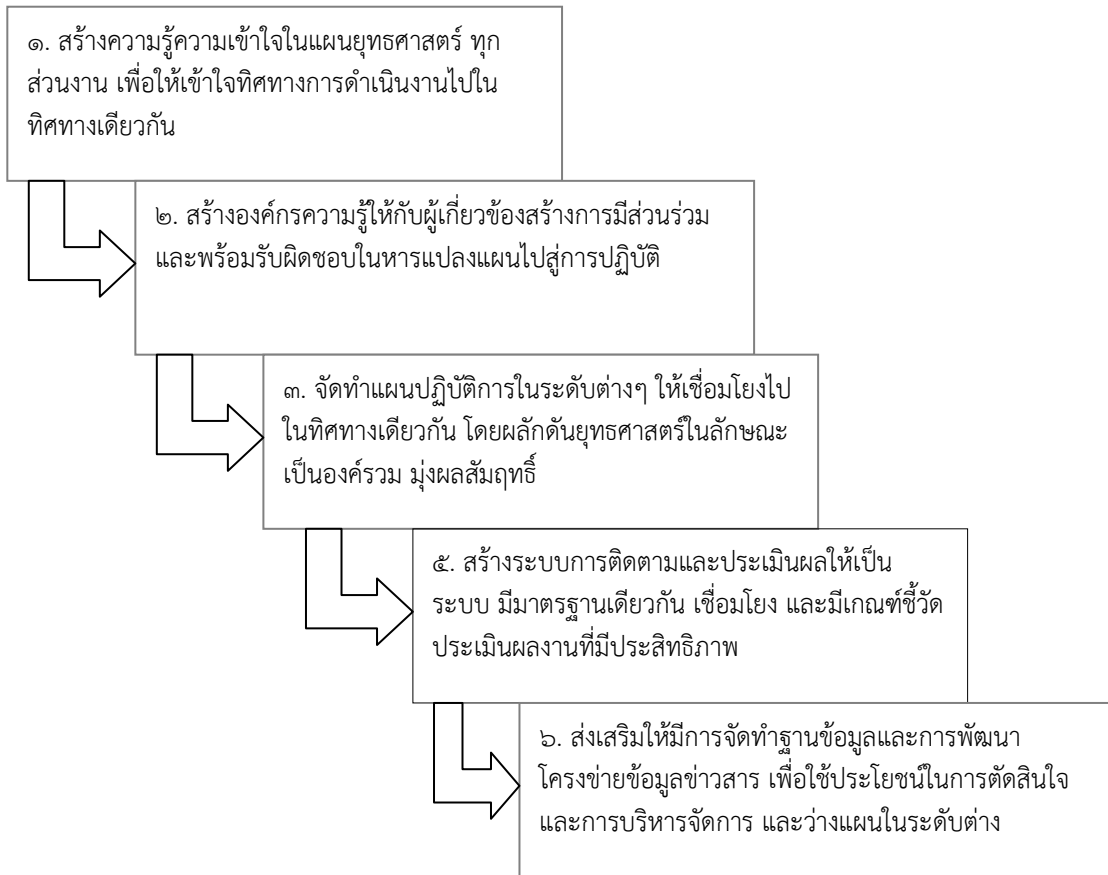 ๑. สร้างความรู้ความเข้าใจในแผนยุทธศาสตร์ ทุก
ส่วนงาน เพื่อให้เข้าใจทิศทางการดำเนินงานไปใน
ทิศทางเดียวกัน
๒. สร้างองค์กรความรู้ให้กับผู้เกี่ยวข้องสร้างการมีส่วนร่วม
และพร้อมรับผิดชอบในหารแปลงแผนไปสู่การปฏิบัติ
๓. จัดทำแผนปฏิบัติการในระดับต่างๆ ให้เชื่อมโยงไป
ในทิศทางเดียวกัน โดยผลักดันยุทธศาสตร์ในลักษณะ
เป็นองค์รวม มุ่งผลสัมฤทธิ์
๕. สร้างระบบการติดตามและประเมินผลให้เป็น
ระบบ มีมาตรฐานเดียวกัน เชื่อมโยง และมีเกณฑ์ชี้วัด
ประเมินผลงานที่มีประสิทธิภาพ
๖. ส่งเสริมให้มีการจัดทำฐานข้อมูลและการพัฒนา
โครงข่ายข้อมูลข่าวสาร เพื่อใช้ประโยชน์ในการตัดสินใจ
และการบริหารจัดการ และว่างแผนในระดับต่าง